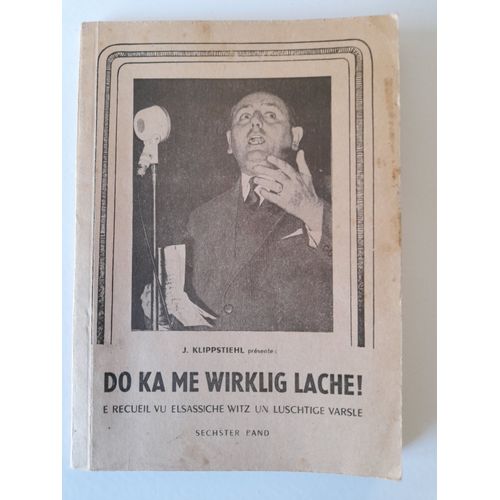 J. KLIPPSTIEHL présente :
DO KA ME WIRKLIG LACHE!
E RECUEIL VU ELSASSICHE WITZ UN LUSCHTIGE VARSLE
SECHSTER BAND